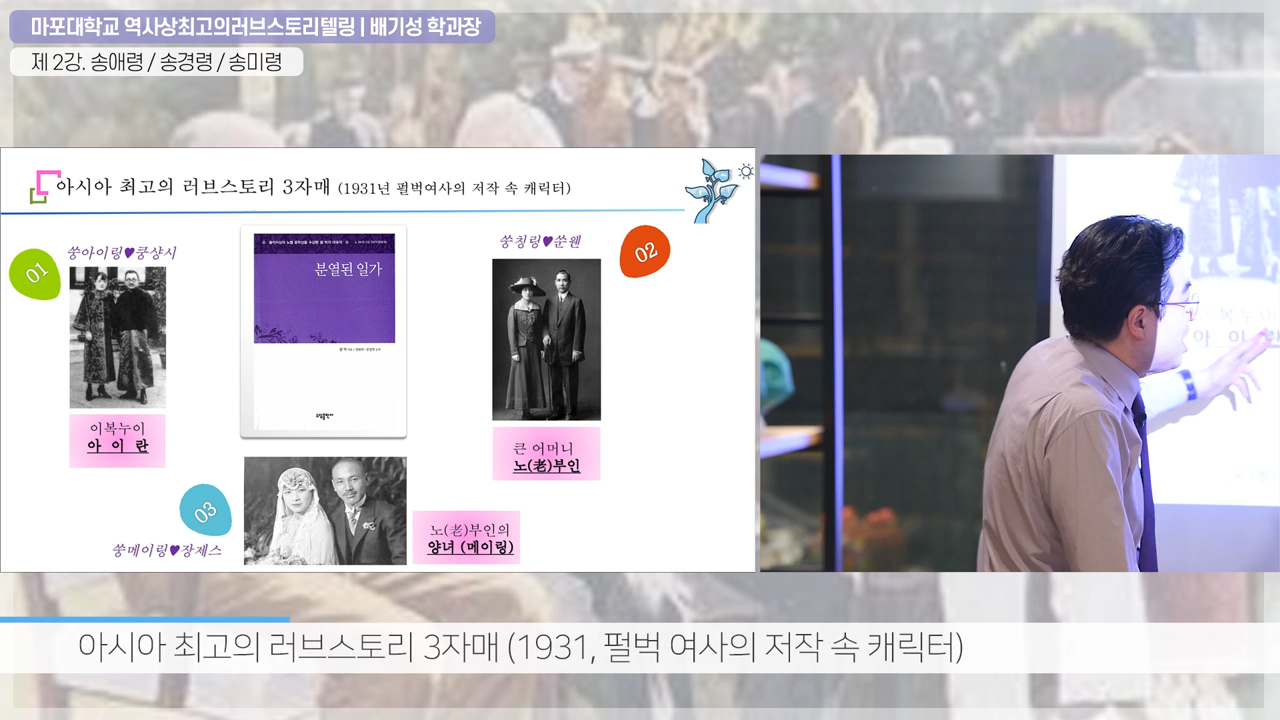 마포대학교 역사상최고의러브스토리텔링 | 배기성 학과장
제 2강. 송애령 / 송경령 / 송미령
아시아 최고의 러브스토리 3자매 (1931년 펄벅여사의 저작 속 캐릭터)
01
쑹아이링♥쿵샹시
이복누이
아 이 란
분열된 일가
쑹칭링♥쑨원
02
큰 어머니
노(老)부인
03
쑹메이링♥장제스
노(老)부인의
양녀 (메이링)
이복누이
아 이 란
아시아 최고의 러브스토리 3자매 (1931, 펄벅 여사의 저작 속 캐릭터)